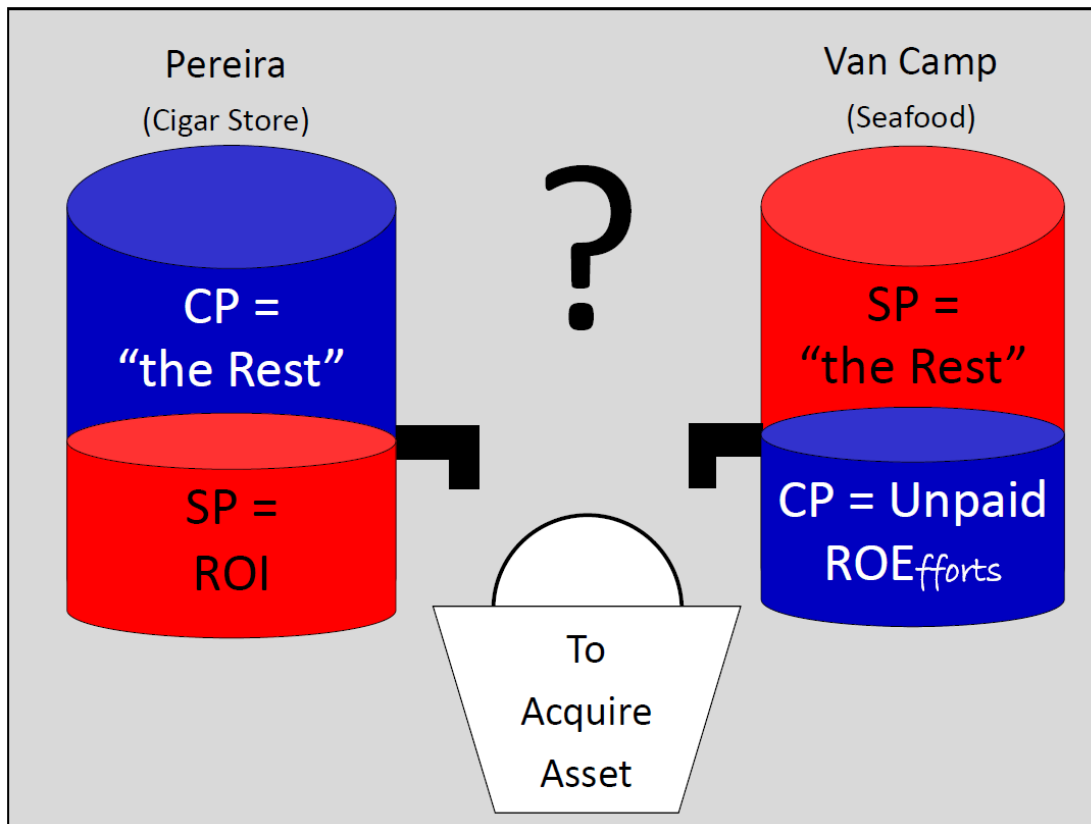 Pereira
(Cigar Store)
CP =
“the Rest”
SP =
ROI
?
Van Camp
(Seafood)
SP =
“the Rest”
CP = Unpaid
ROEfforts
To
Acquire
Asset